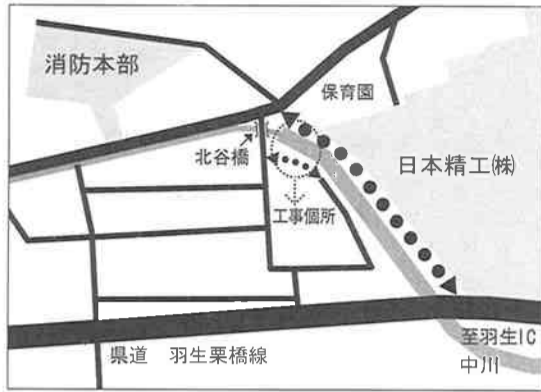 消防本部
保育園
北谷橋
日本精工㈱
工事個所
至羽生IC
県道 羽生栗橋線
中川